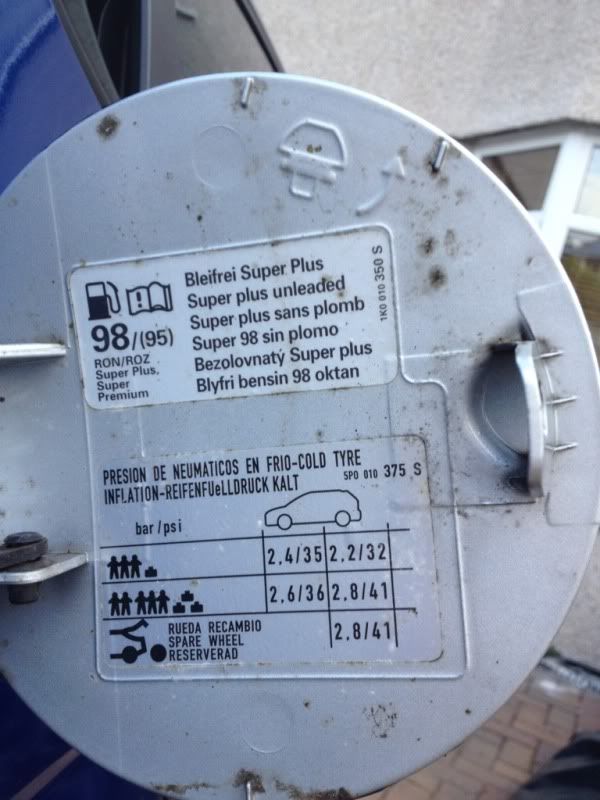 Bleifrei Super Plus
Super plus unleaded
Super plus sans plomb
Super 98 sin plomo
Bezolovnatý Super plus
Blyfri bensin 98 oktan
98/(95)
RON/ROZ
Super Plus,
Super
Premium
1K0 010 350 S
PRESION DE NEUMATICOS EN FRIO-COLD TYRE
INFLATION-REIFENFUeLLDRUCK KALT
5P0 010 375 S
bar/psi
2,4/35 2,2/32
2,6/36 2,8/41
RUEDA RECAMBIO
SPARE WHEEL
RESERVERAD
2,8/41